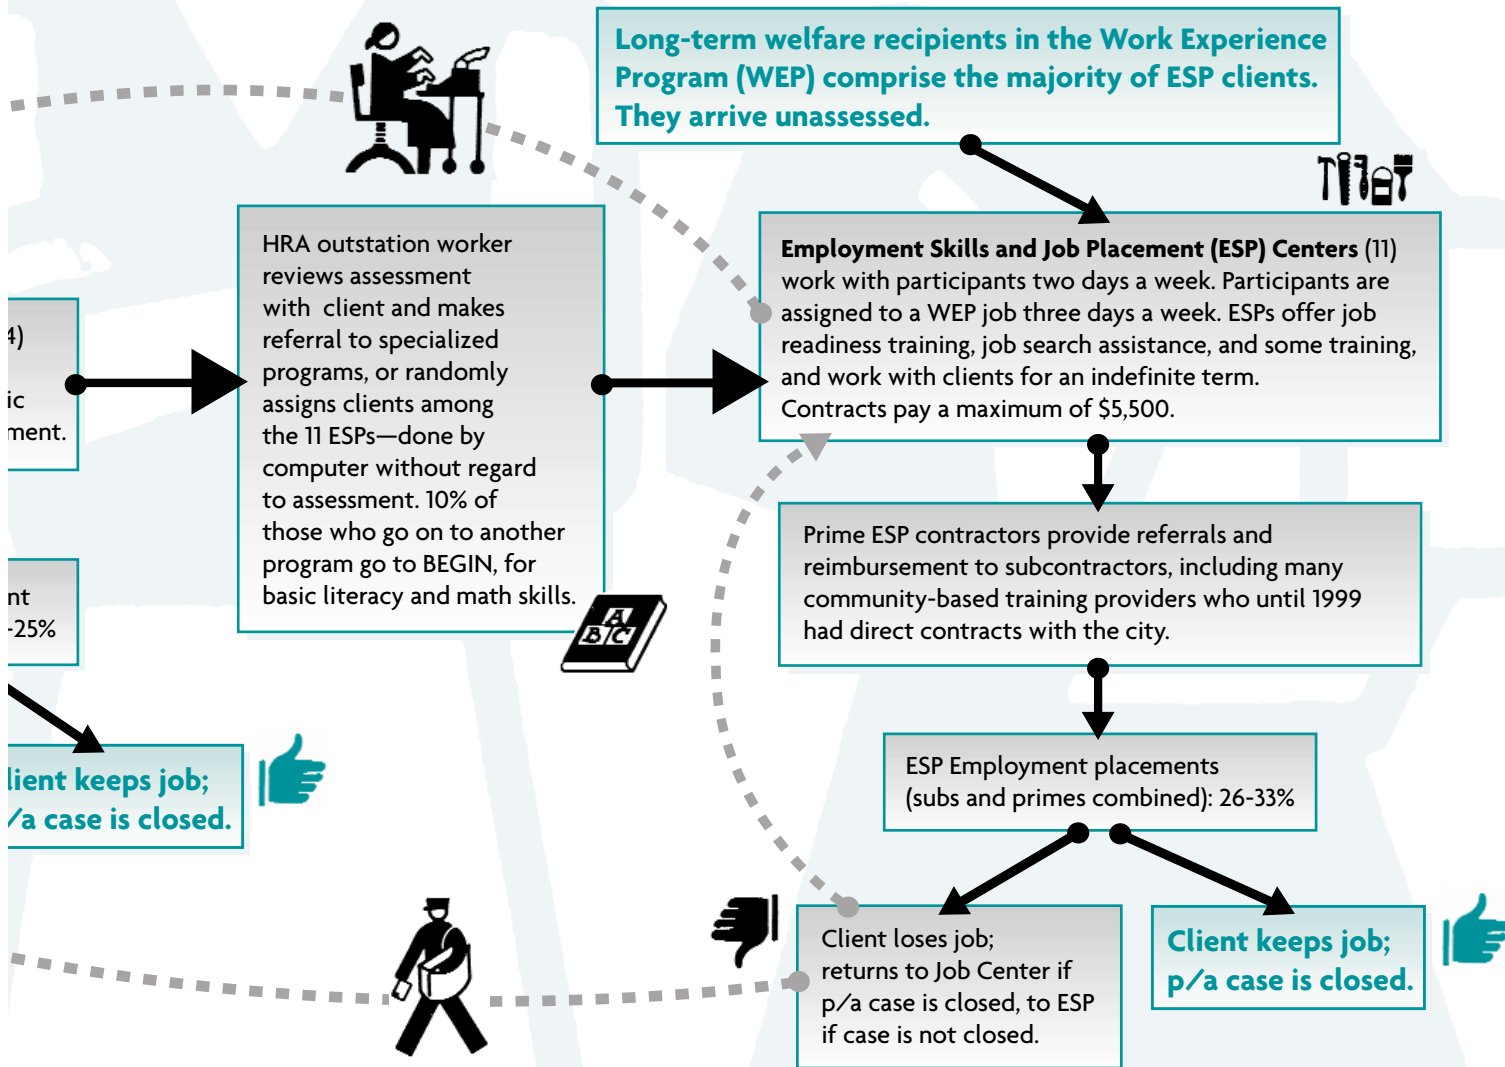 Long-term welfare recipients in the Work Experience
Program (WEP) comprise the majority of ESP clients.
They arrive unassessed.
HRA outstation worker
reviews assessment
with client and makes
referral to specialized
programs, or randomly
assigns clients among
the 11 ESPs—done by
computer without regard
to assessment. 10% of
those who go on to another
program go to BEGIN, for
basic literacy and math skills.
A
B C
Employment Skills and Job Placement (ESP) Centers (11)
work with participants two days a week. Participants are
assigned to a WEP job three days a week. ESPs offer job
readiness training, job search assistance, and some training,
and work with clients for an indefinite term.
Contracts pay a maximum of $5,500.
4)
ic
ment.
nt
-25%
lient keeps job;
/a case is closed.
Prime ESP contractors provide referrals and
reimbursement to subcontractors, including many
community-based training providers who until 1999
had direct contracts with the city.
ESP Employment placements
(subs and primes combined): 26-33%
Client loses job;
returns to Job Center if
p/a case is closed, to ESP
if case is not closed.
Client keeps job;
p/a case is closed.